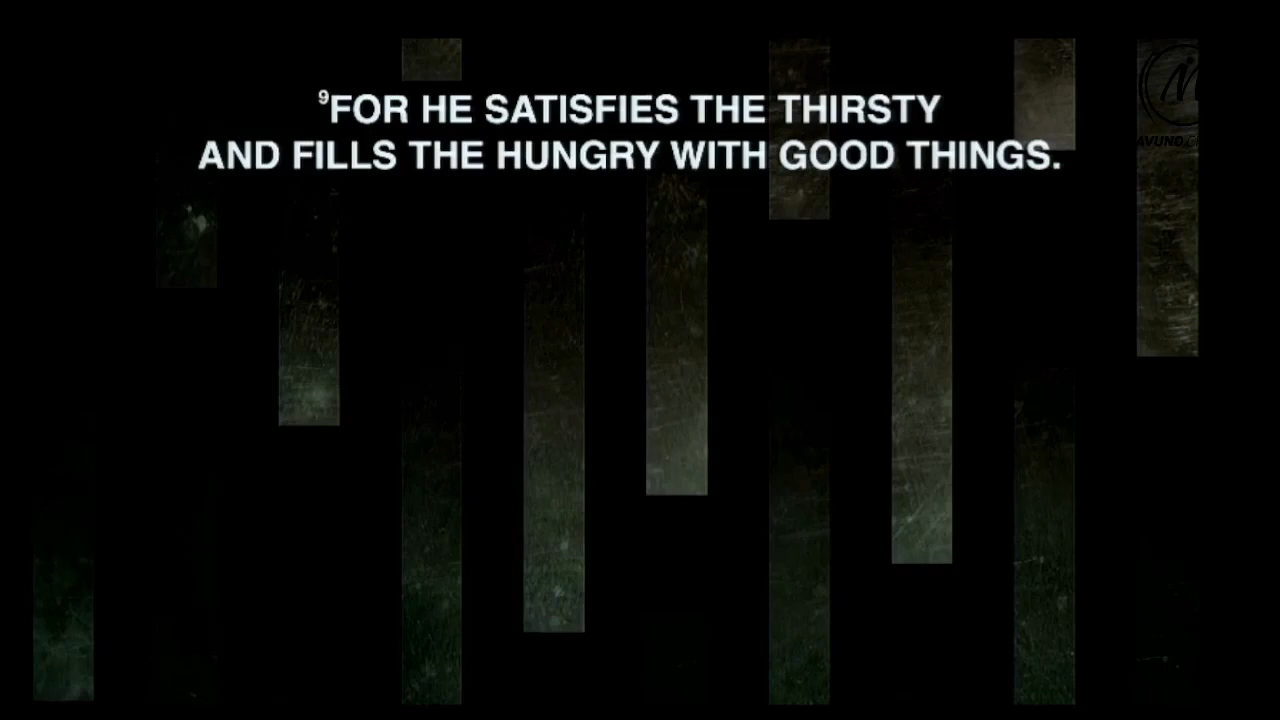 ⁹FOR HE SATISFIES THE THIRSTY
AND FILLS THE HUNGRY WITH GOOD THINGS.